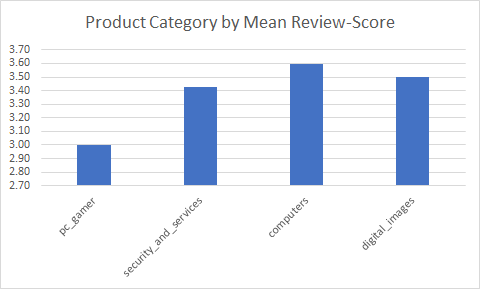 Product Category by Mean Review-Score
3.70
3.60
3.50
3.40
3.30
3.20
3.10
3.00
2.90
2.80
2.70
pc_gamer
security_and_services
computers
digital_images